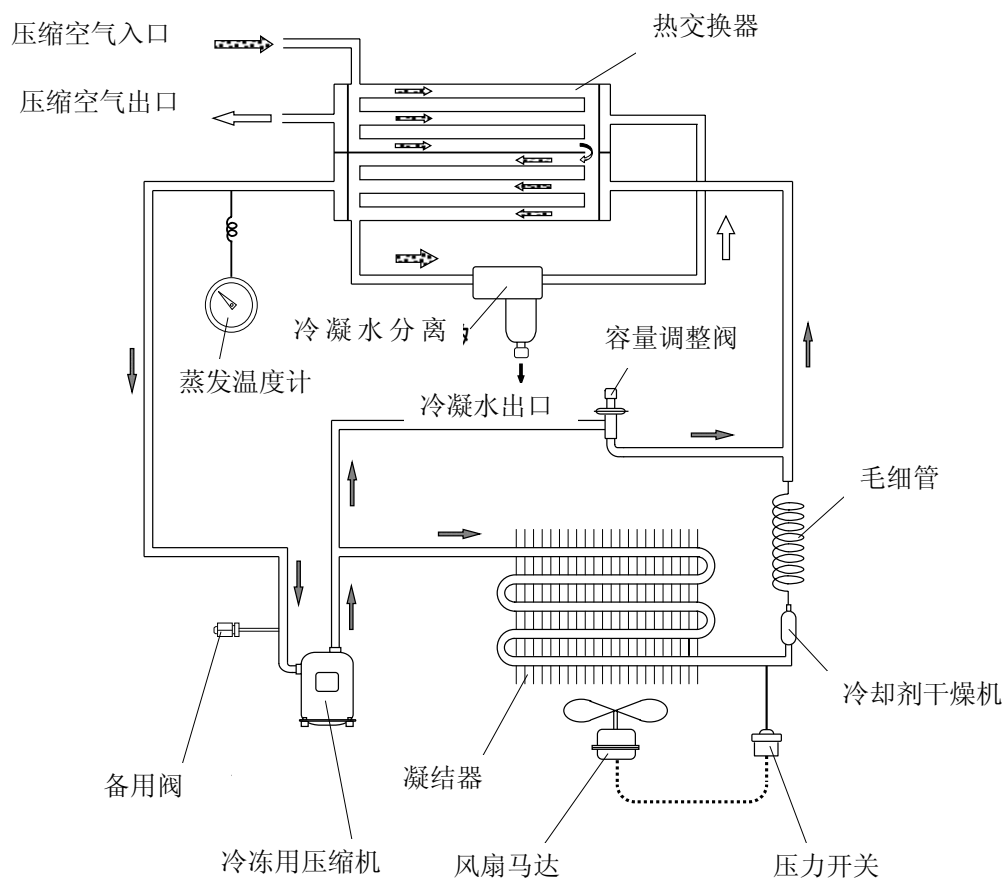 压缩空气入口
热交换器
压缩空气出口
冷凝水分离
容量调整阀
蒸发温度计
冷凝水出口
毛细管
冷却剂干燥机
备用阀
凝结器
冷冻用压缩机
风扇马达
压力开关